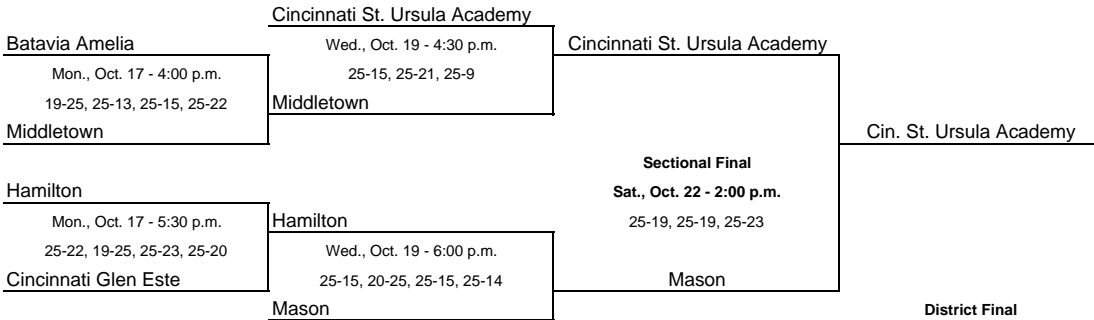 Cincinnati St. Ursula Academy
Batavia Amelia
Wed., Oct. 19 - 4:30 p.m.
Cincinnati St. Ursula Academy
Mon., Oct. 17 - 4:00 p.m.
25-15, 25-21, 25-9
19-25, 25-13, 25-15, 25-22
Middletown
Middletown
Cin. St. Ursula Academy
Sectional Final
Hamilton
Sat., Oct. 22 - 2:00 p.m.
Mon., Oct. 17 - 5:30 p.m.
Hamilton
25-19, 25-19, 25-23
25-22, 19-25, 25-23, 25-20
Wed., Oct. 19 - 6:00 p.m.
Cincinnati Glen Este
25-15, 20-25, 25-15, 25-14
Mason
Mason
District Final